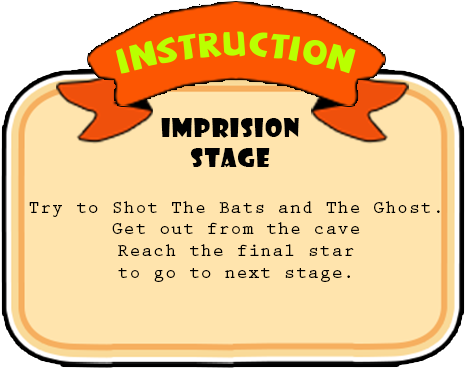 INSTRUCTION
IMPRISION
STAGE
Try to Shot The Bats and The Ghost.
Get out from the cave
Reach the final star
to go to next stage.